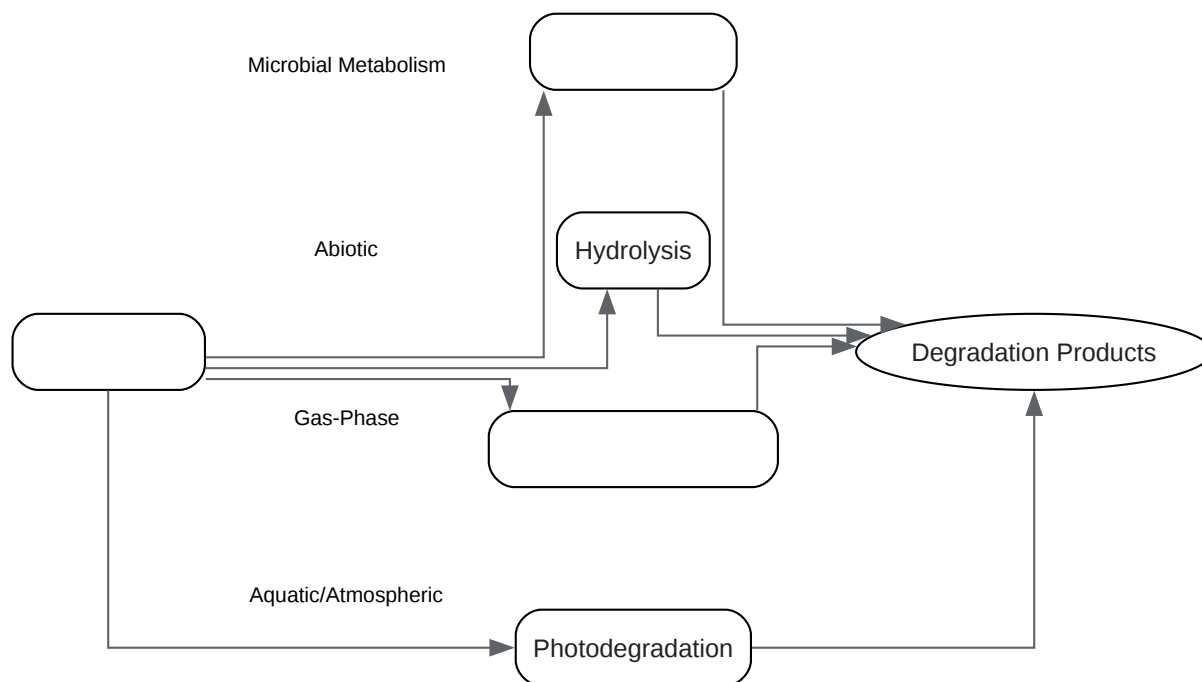 Microbial Metabolism
Abiotic
Hydrolysis
Degradation Products
Gas-Phase
Aquatic/Atmospheric
Photodegradation